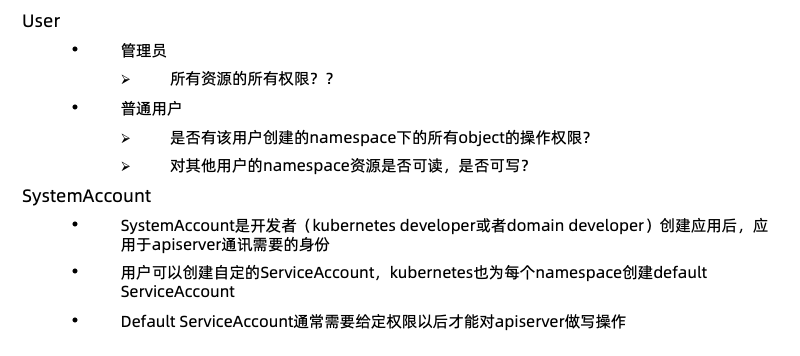 User
• 管理员
➢ 所有资源的所有权限？？
• 普通用户
➢ 是否有该用户创建的namespace下的所有object的操作权限？
➢ 对其他用户的namespace资源是否可读，是否可写？
SystemAccount
• SystemAccount是开发者（kubernetes developer或者domain developer）创建应用后，应
用于apiserver通讯需要的身份
• 用户可以创建自定的ServiceAccount，kubernetes也为每个namespace创建default
ServiceAccount
• Default ServiceAccount通常需要给定权限以后才能对apiserver做写操作